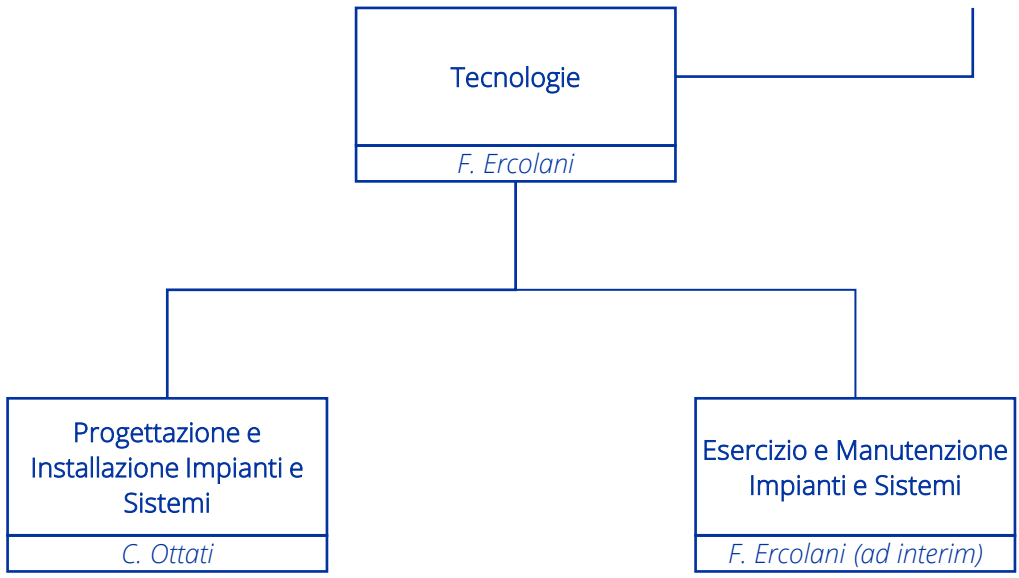 Tecnologie
F. Ercolani
Progettazione e
Installazione Impianti e
Sistemi
C. Ottati
Esercizio e Manutenzione
Impianti e Sistemi
F. Ercolani (ad interim)